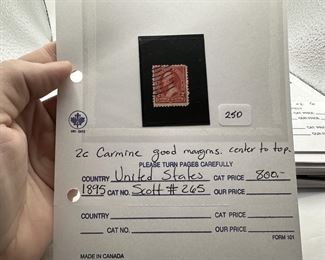 250
2c Carmine good margins. center to top.
PLEASE TURN PAGES CAREFULLY
COUNTRY United States CAT PRICE 800.-
1895 CAT NO. Scott #265 OUR PRICE
COUNTRY CAT PRICE
CAT NO. OUR PRICE
FORM 101
MADE IN CANADA